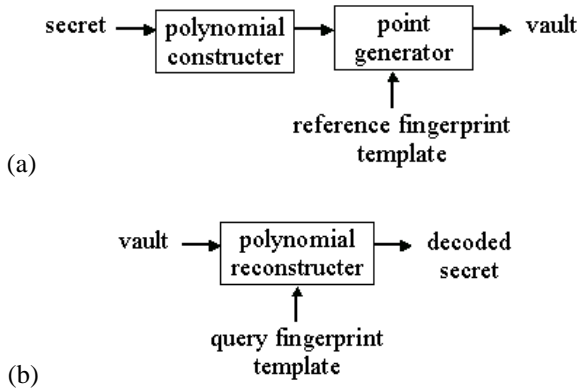 secret
polynomial
constructer
point
generator
vault
reference fingerprint
template
(a)
vault
polynomial
reconstructer
decoded
secret
query fingerprint
template
(b)